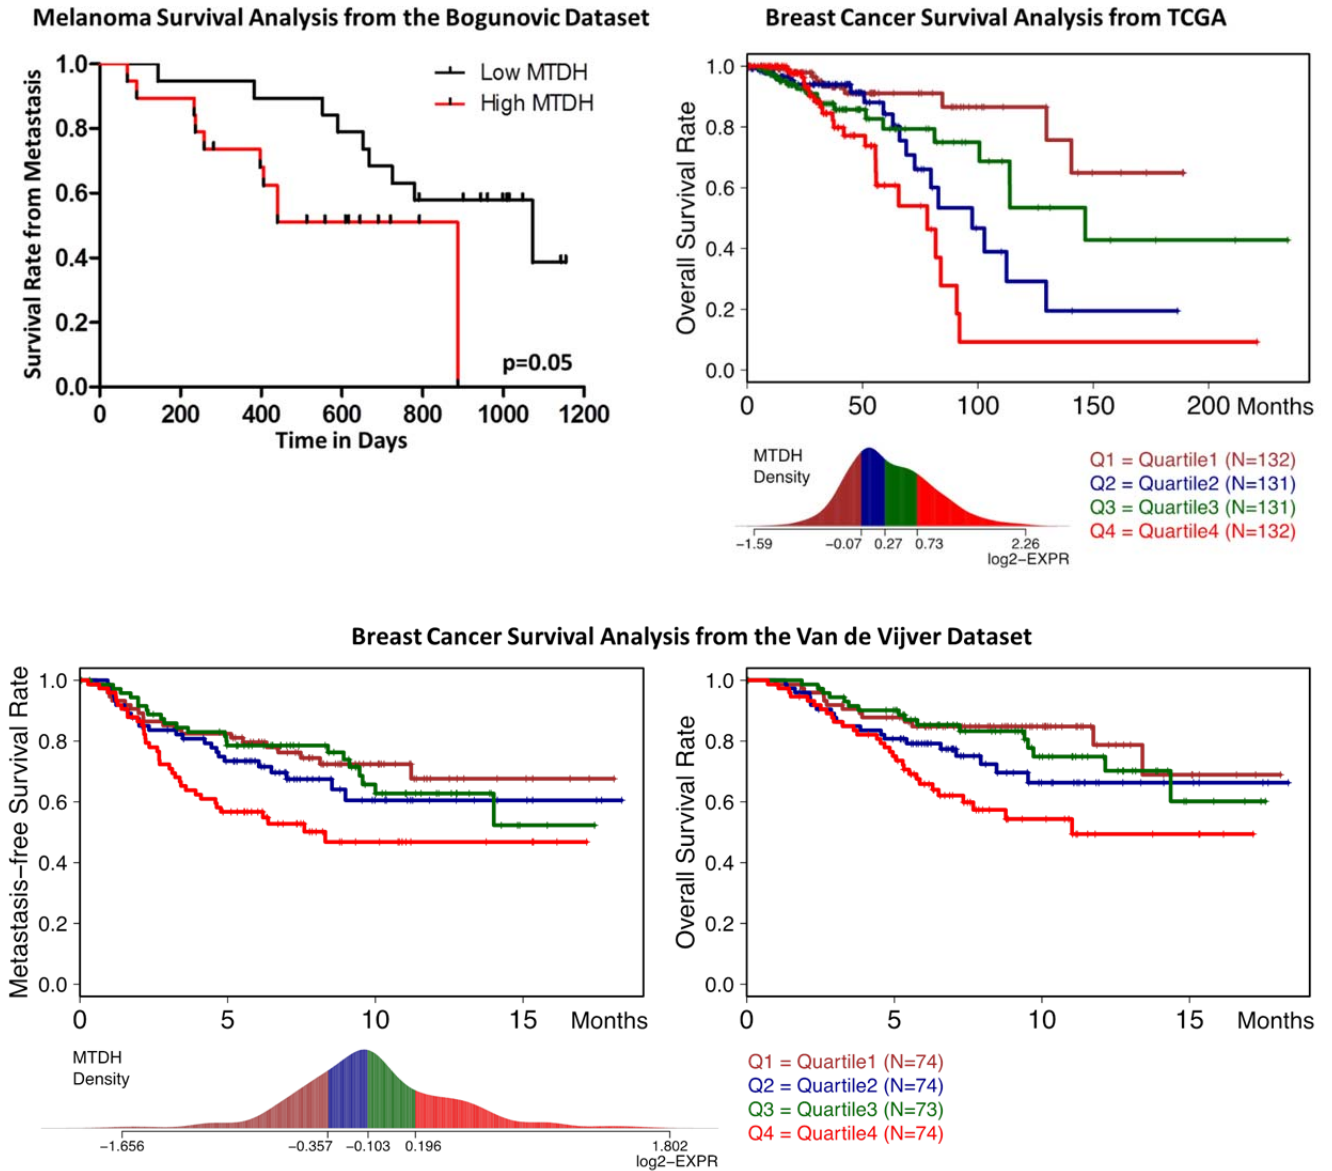 Melanoma Survival Analysis from the Bogunovic Dataset
Survival Rate from Metastasis
1.0
0.8
0.6
0.4
0.2
0.0
Low MTDH
High MTDH
p=0.05
0 200 400 600 800 1000 1200
Time in Days
Breast Cancer Survival Analysis from TCGA
Overall Survival Rate
1.0
0.8
0.6
0.4
0.2
0.0
0 50 100 150 200 Months
MTDH
Density
−1.59 −0.07 0.27 0.73 2.26
log2−EXPR
Q1 = Quartile1 (N=132)
Q2 = Quartile2 (N=131)
Q3 = Quartile3 (N=131)
Q4 = Quartile4 (N=132)
Breast Cancer Survival Analysis from the Van de Vijver Dataset
Metastasis−free Survival Rate
1.0
0.8
0.6
0.4
0.2
0.0
0 5 10 15 Months
Overall Survival Rate
1.0
0.8
0.6
0.4
0.2
0.0
0 5 10 15 Months
MTDH
Density
−1.656 −0.357 −0.103 0.196 1.802
log2−EXPR
Q1 = Quartile1 (N=74)
Q2 = Quartile2 (N=74)
Q3 = Quartile3 (N=73)
Q4 = Quartile4 (N=74)